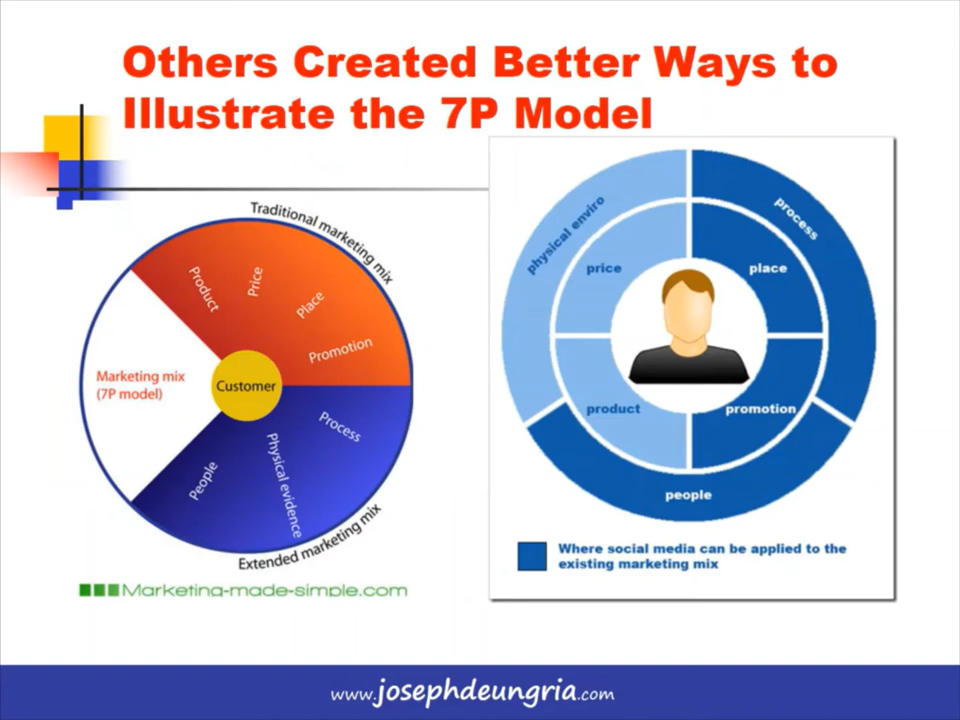 Others Created Better Ways to
Illustrate the 7P Model
Traditional marketing mix
Product
Price
Place
Promotion
Marketing mix
(7P model)
Customer
Process
Physical evidence
People
Extended marketing mix
Marketing-made-simple.com
physical enviro
process
price
place
product
promotion
people
Where social media can be applied to the
existing marketing mix
www.josephdeungria.com